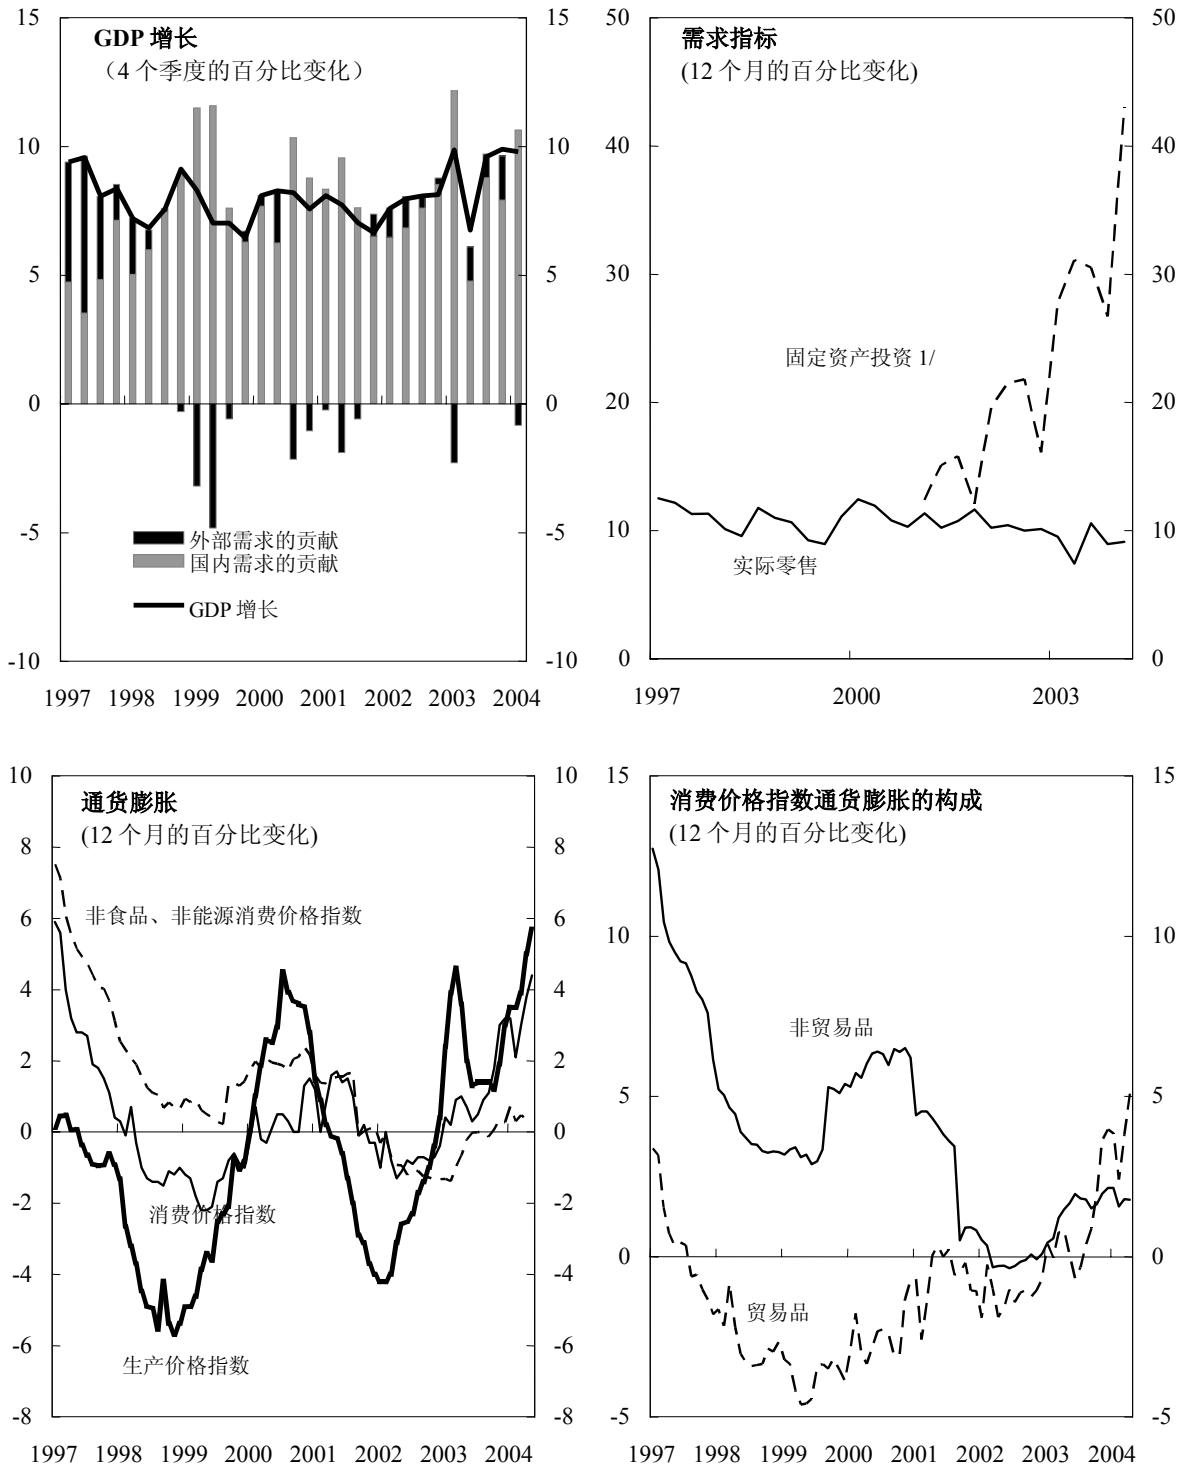 15 15
GDP 增长
（4 个季度的百分比变化）
10 10
5 5
0 0
-5 -5
外部需求的贡献
国内需求的贡献
GDP 增长
-10 -10
1997 1998 1999 2000 2001 2002 2003 2004
50 50
需求指标
(12 个月的百分比变化)
40 40
30 30
固定资产投资 1/
20 20
10 10
实际零售
0 0
1997 2000 2003
10 10
通货膨胀
(12 个月的百分比变化)
8 8
非食品、非能源消费价格指数
6 6
4 4
2 2
0 0
-2 -2
消费价格指数
-4 -4
-6 -6
生产价格指数
-8 -8
1997 1998 1999 2000 2001 2002 2003 2004
15 15
消费价格指数通货膨胀的构成
(12 个月的百分比变化)
10 10
非贸易品
5 5
0 0
贸易品
-5 -5
1997 1998 1999 2000 2001 2002 2003 2004